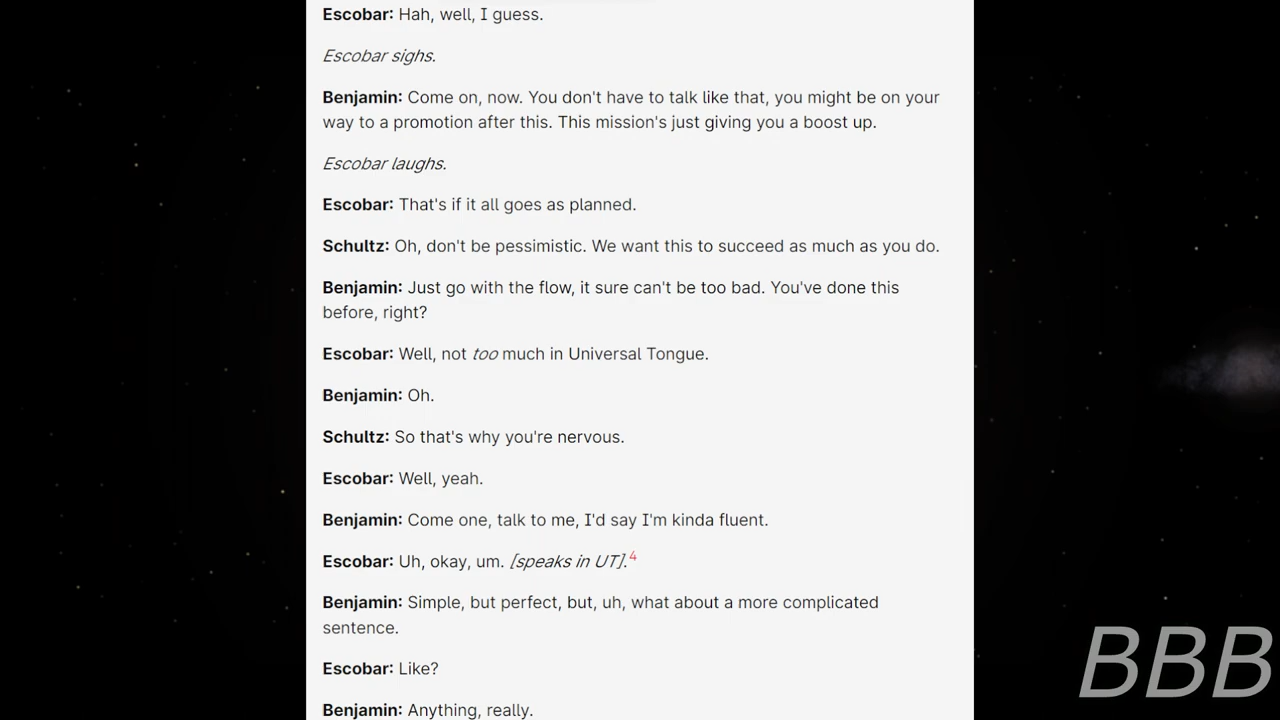 Escobar: Hah, well, I guess.
Escobar sighs.
Benjamin: Come on, now. You don't have to talk like that, you might be on your
way to a promotion after this. This mission's just giving you a boost up.
Escobar laughs.
Escobar: That's if it all goes as planned.
Schultz: Oh, don't be pessimistic. We want this to succeed as much as you do.
Benjamin: Just go with the flow, it sure can't be too bad. You've done this
before, right?
Escobar: Well, not too much in Universal Tongue.
Benjamin: Oh.
Schultz: So that's why you're nervous.
Escobar: Well, yeah.
Benjamin: Come one, talk to me, I'd say I'm kinda fluent.
Escobar: Uh, okay, um. [speaks in UT].4
Benjamin: Simple, but perfect, but, uh, what about a more complicated
sentence.
Escobar: Like?
Benjamin: Anything, really.
BBB